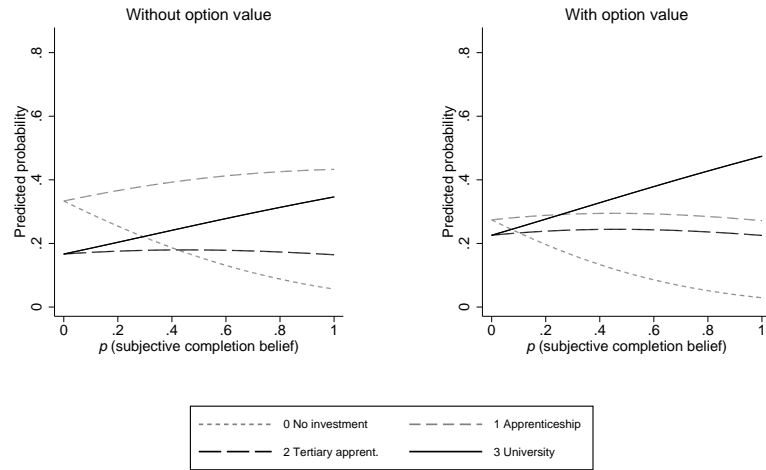 Without option value
With option value
Predicted probability
0 .2 .4 .6 .8
0 .2 .4 .6 .8 1
p (subjective completion belief)
Predicted probability
0 .2 .4 .6 .8
0 .2 .4 .6 .8 1
p (subjective completion belief)
0 No investment
1 Apprenticeship
2 Tertiary apprent.
3 University